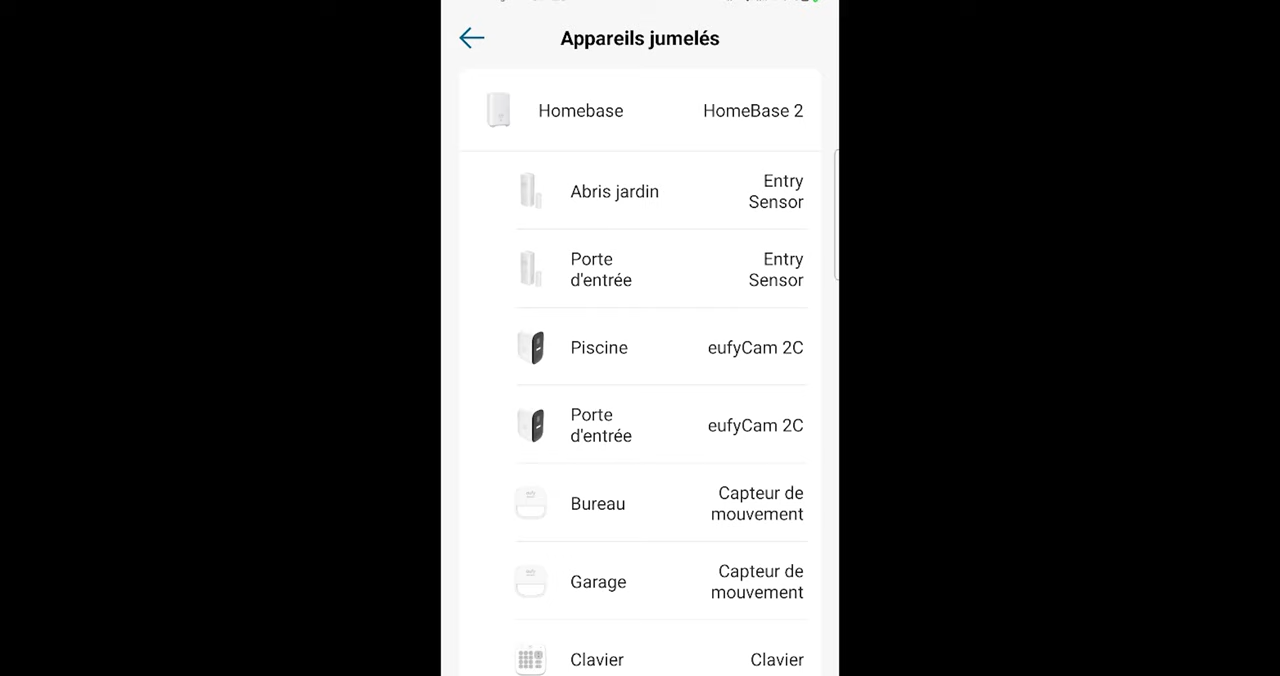 Appareils jumelés
Homebase HomeBase 2
Abris jardin Entry
Sensor
Porte Entry
d'entrée Sensor
Piscine eufyCam 2C
Porte
d'entrée eufyCam 2C
Bureau Capteur de
mouvement
Garage Capteur de
mouvement
Clavier Clavier